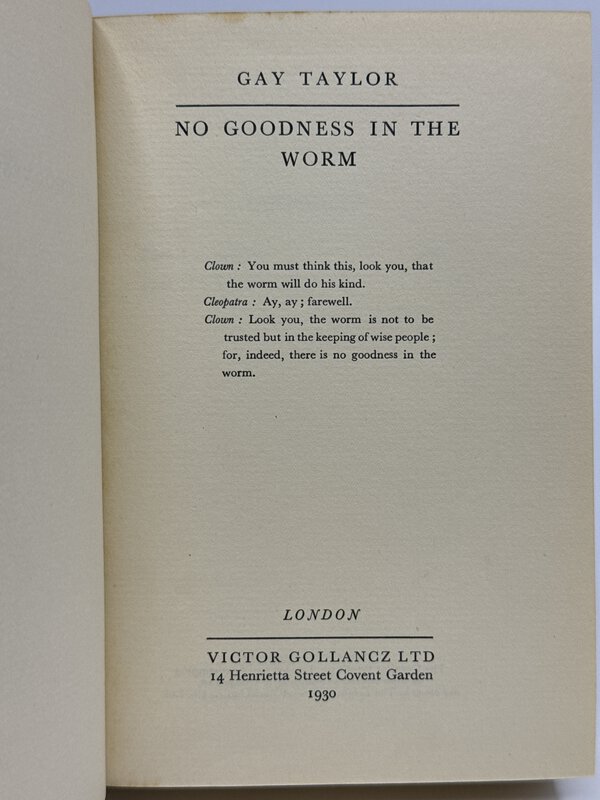 GAY TAYLOR
NO GOODNESS IN THE
WORM
Clown : You must think this, look you, that
the worm will do his kind.
Cleopatra : Ay, ay ; farewell.
Clown : Look you, the worm is not to be
trusted but in the keeping of wise people ;
for, indeed, there is no goodness in the
worm.
LONDON
VICTOR GOLLANCZ LTD
14 Henrietta Street Covent Garden
1930